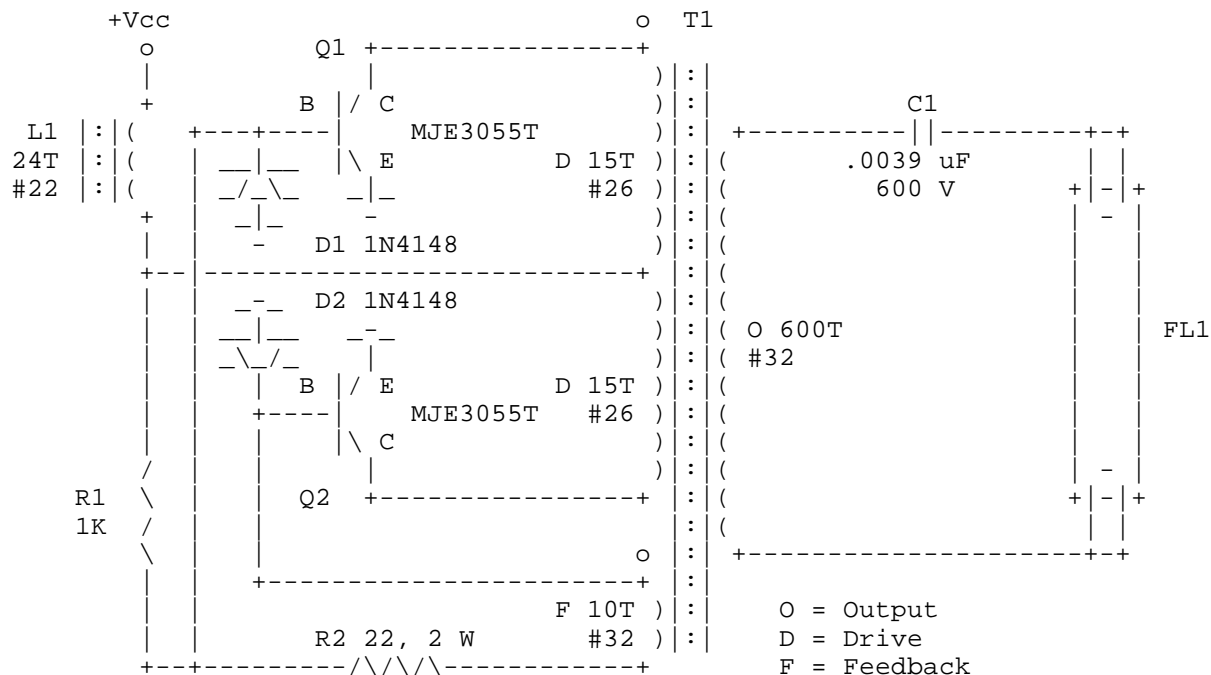 +Vcc o T1
o Q1
B C C1
L1 MJE3055T
24T E D 15T .0039 uF
#22 #26 600 V
D1 1N4148
D2 1N4148
O 600T FL1
#32
B E D 15T
MJE3055T #26
C
R1 Q2
1K
o
F 10T O = Output
R2 22, 2 W #32 D = Drive
F = Feedback